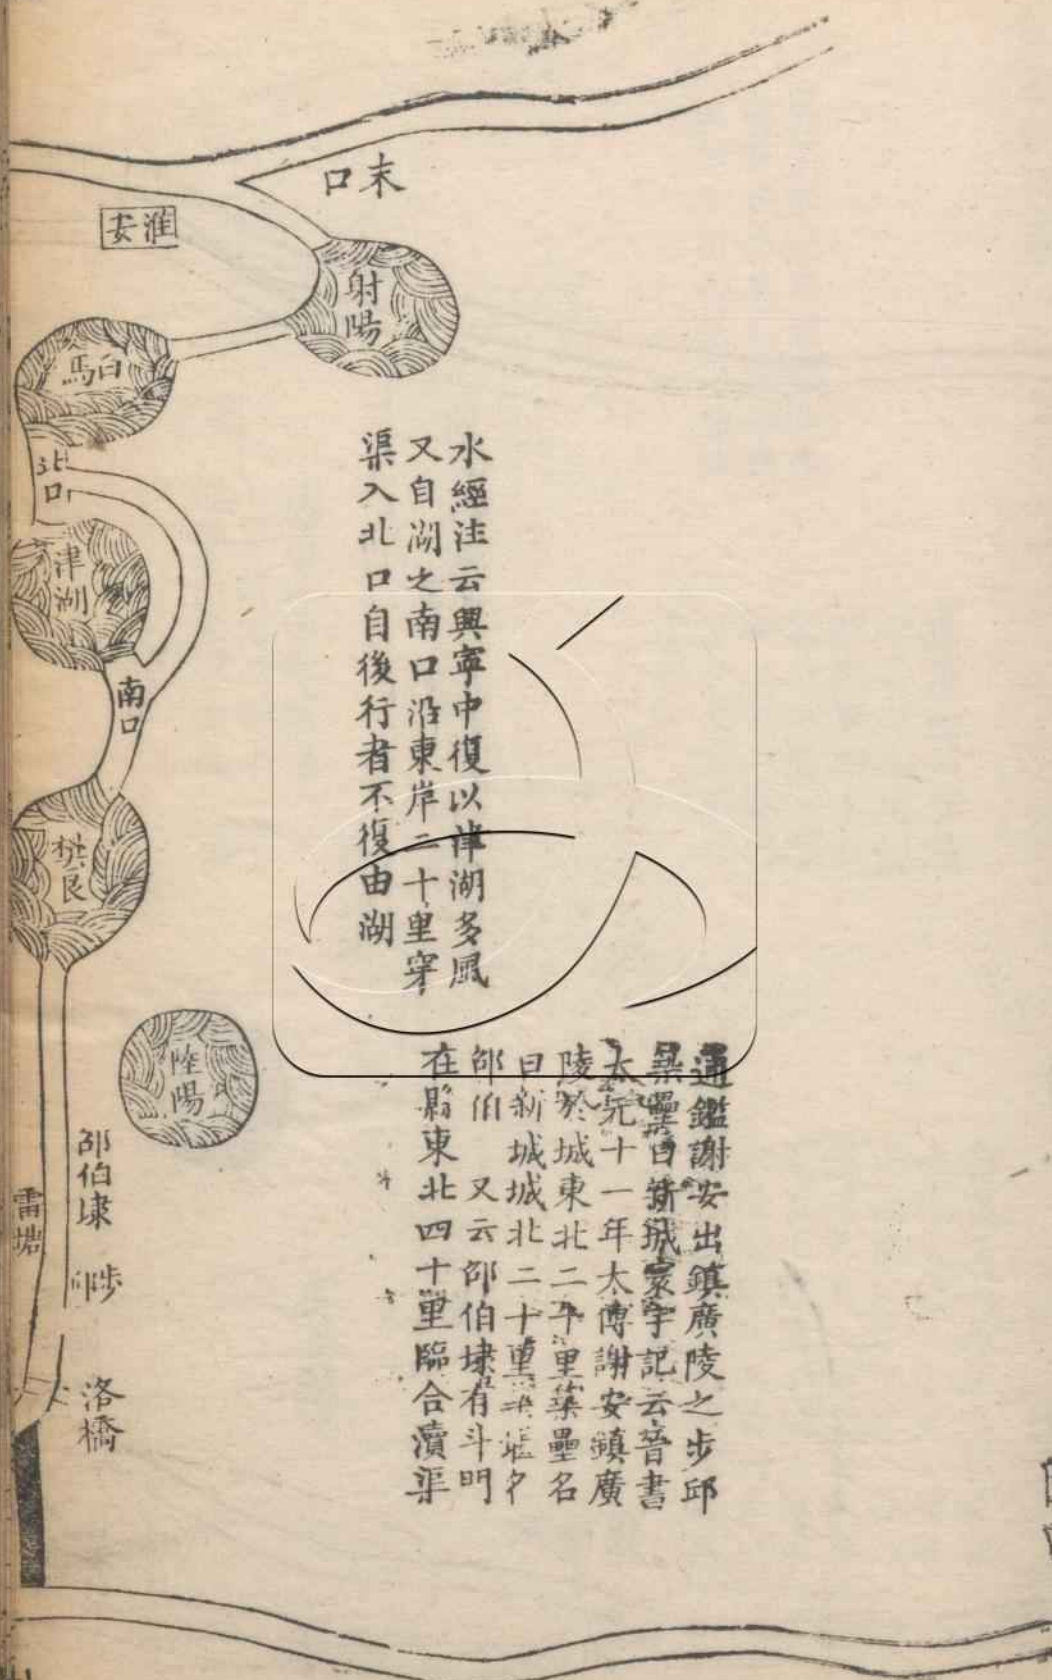 末口
淮安
射陽
白馬
北口
津湖
南口
樊良
水經注云興寧中復以津湖多風
又自湖之南口沿東岸二十里穿
渠入北口自後行者不復由湖
陸陽
邵伯埭
雷塘
步
洛橋
通鑑謝安出鎮廣陵之步邱
築壘曰新城寰宇記云晉書
太元十一年太傅謝安鎮廣
陵於城東北二十里築壘名
曰新城城北二十里堰名
邵伯 又云邵伯埭有斗門
在縣東北四十里臨合瀆渠